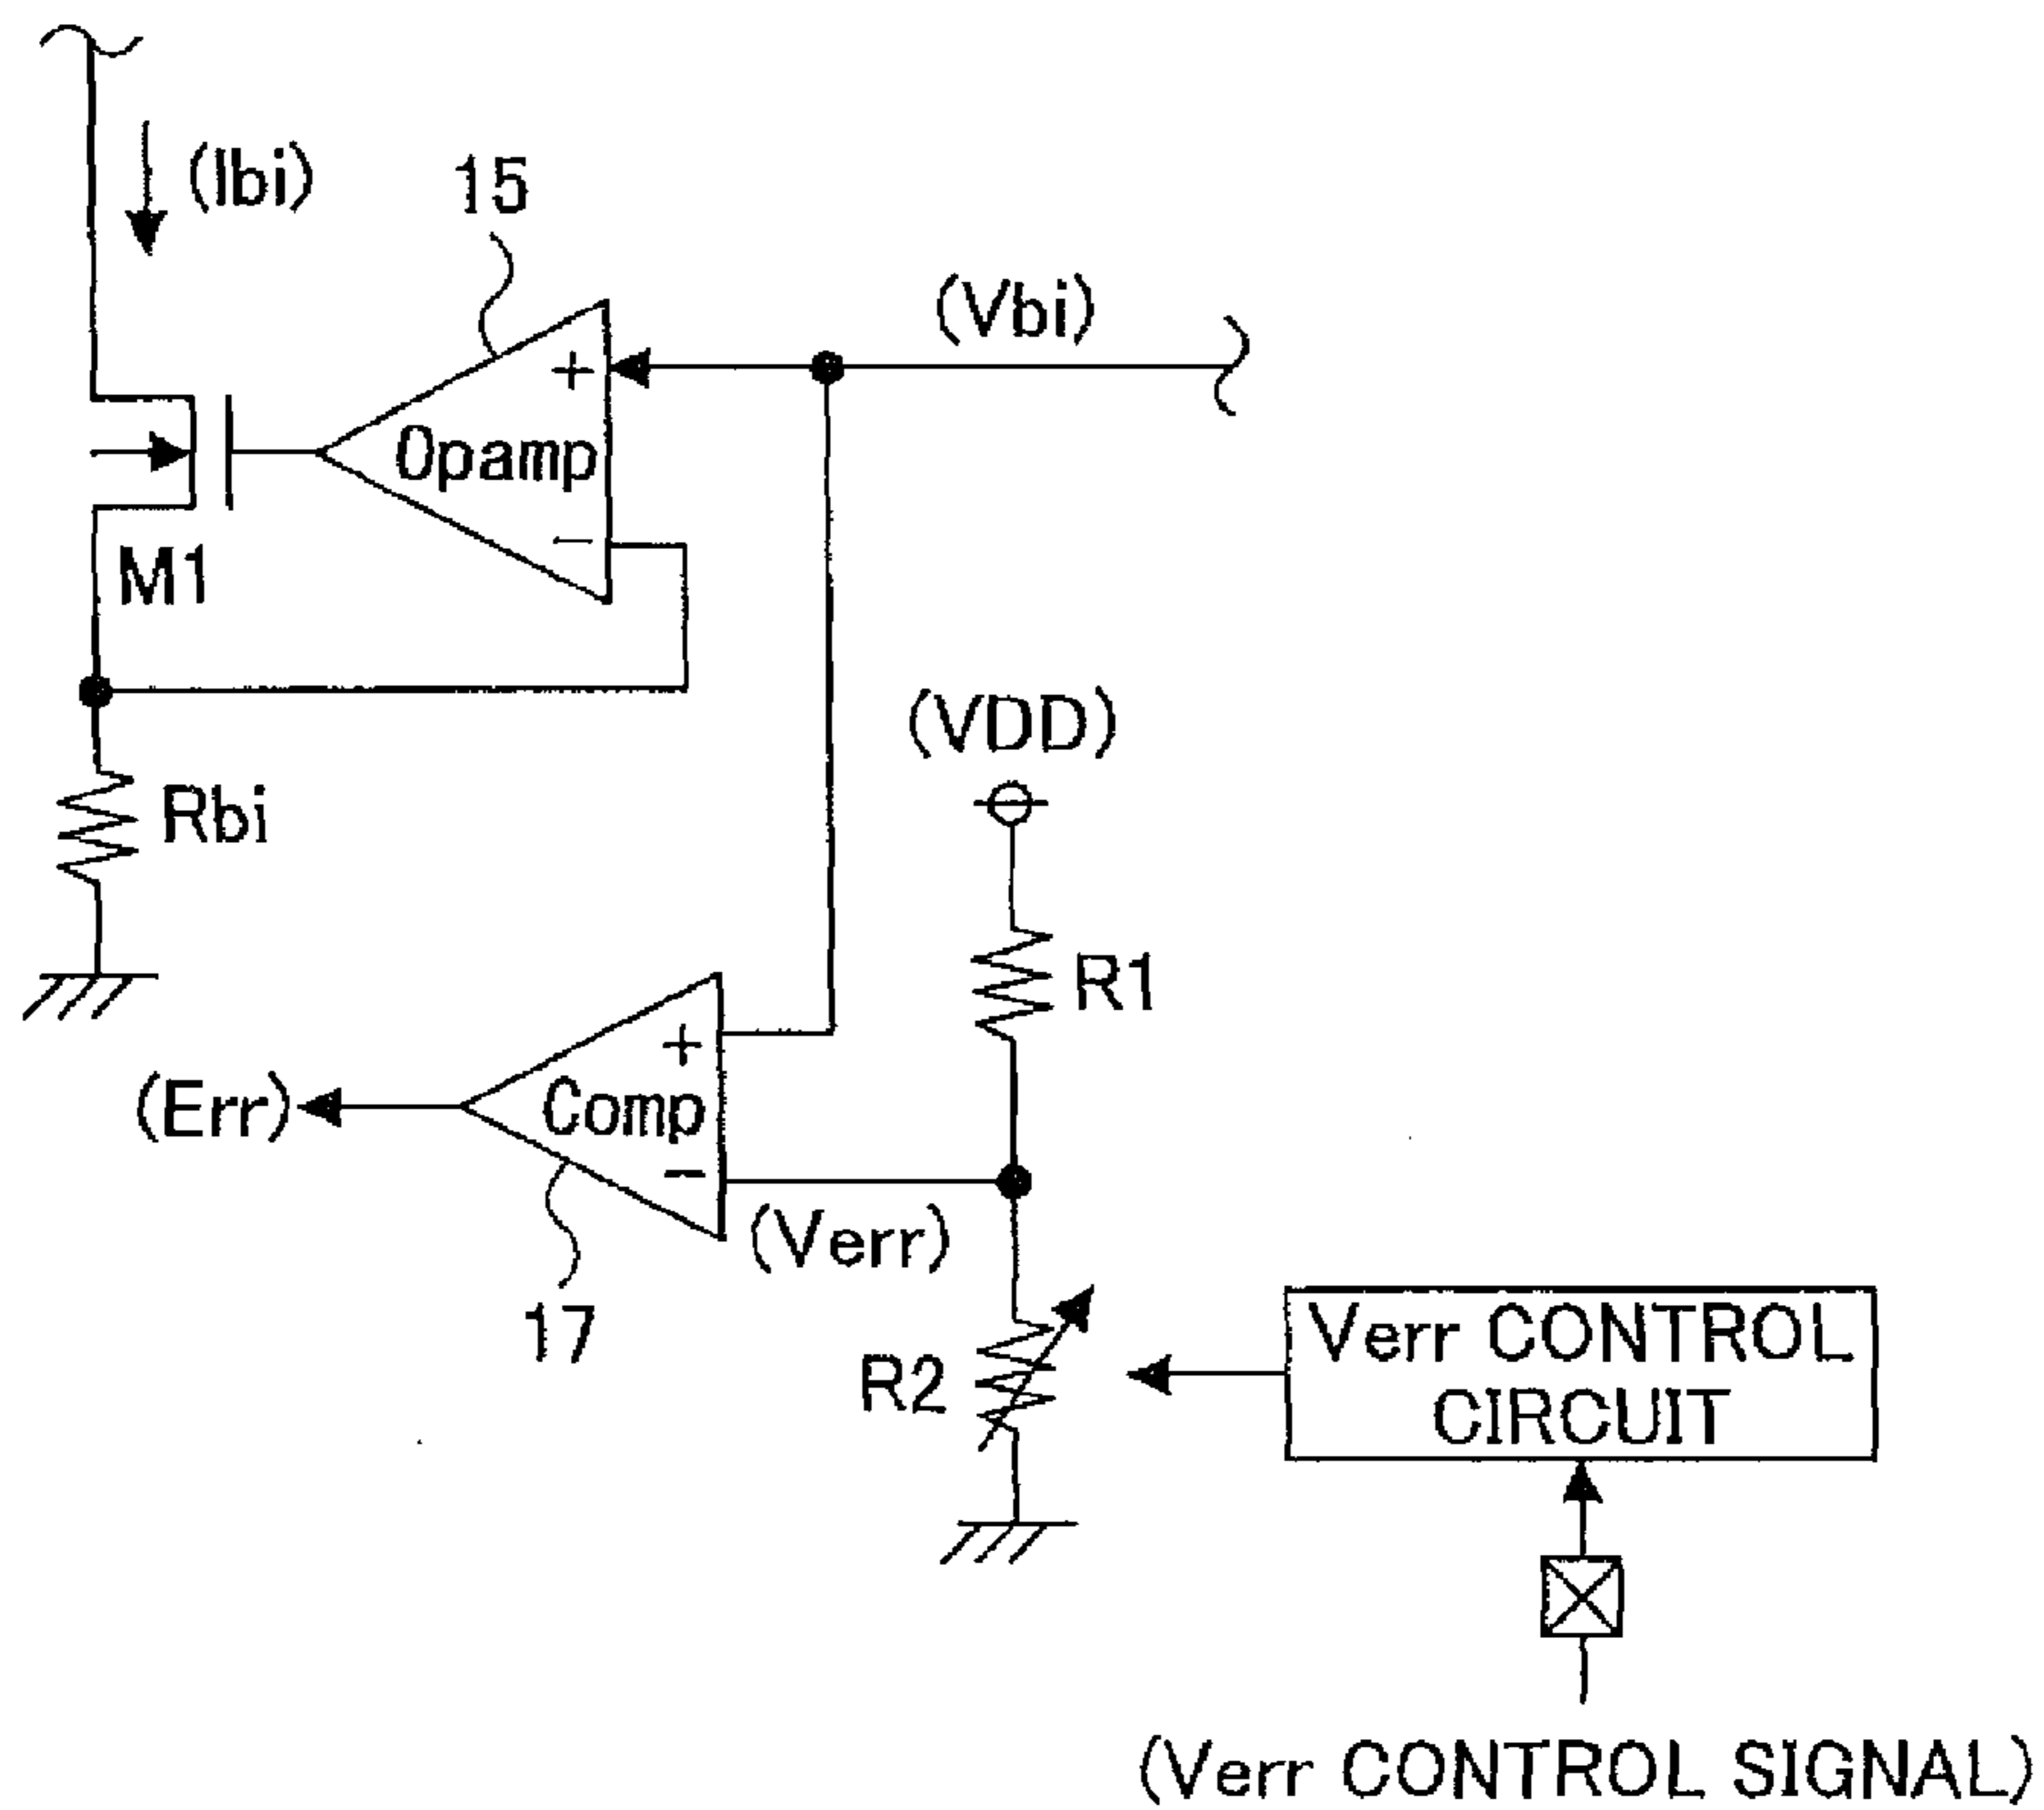 (Ibi)
15
(Vbi)
+
Opamp
−
M1
(VDD)
Rbi
R1
+
(Err)
Comp
−
(Verr)
17
R2
Verr CONTROL
CIRCUIT
(Verr CONTROL SIGNAL)